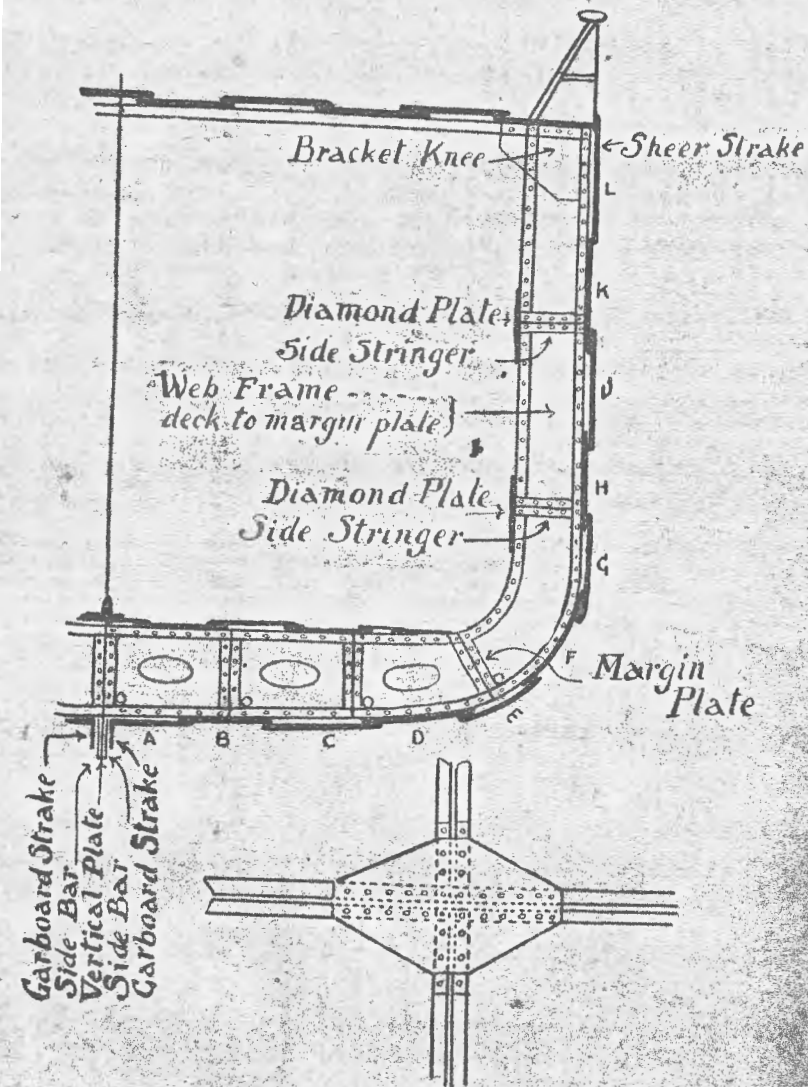 Bracket Knee
Sheer Strake
L
K
Diamond Plate
Side Stringer
J
Web Frame
deck to margin plate
H
Diamond Plate
Side Stringer
G
F
Margin
Plate
E
A B C D
Garboard Strake
Side Bar
Vertical Plate
Side Bar
Garboard Strake